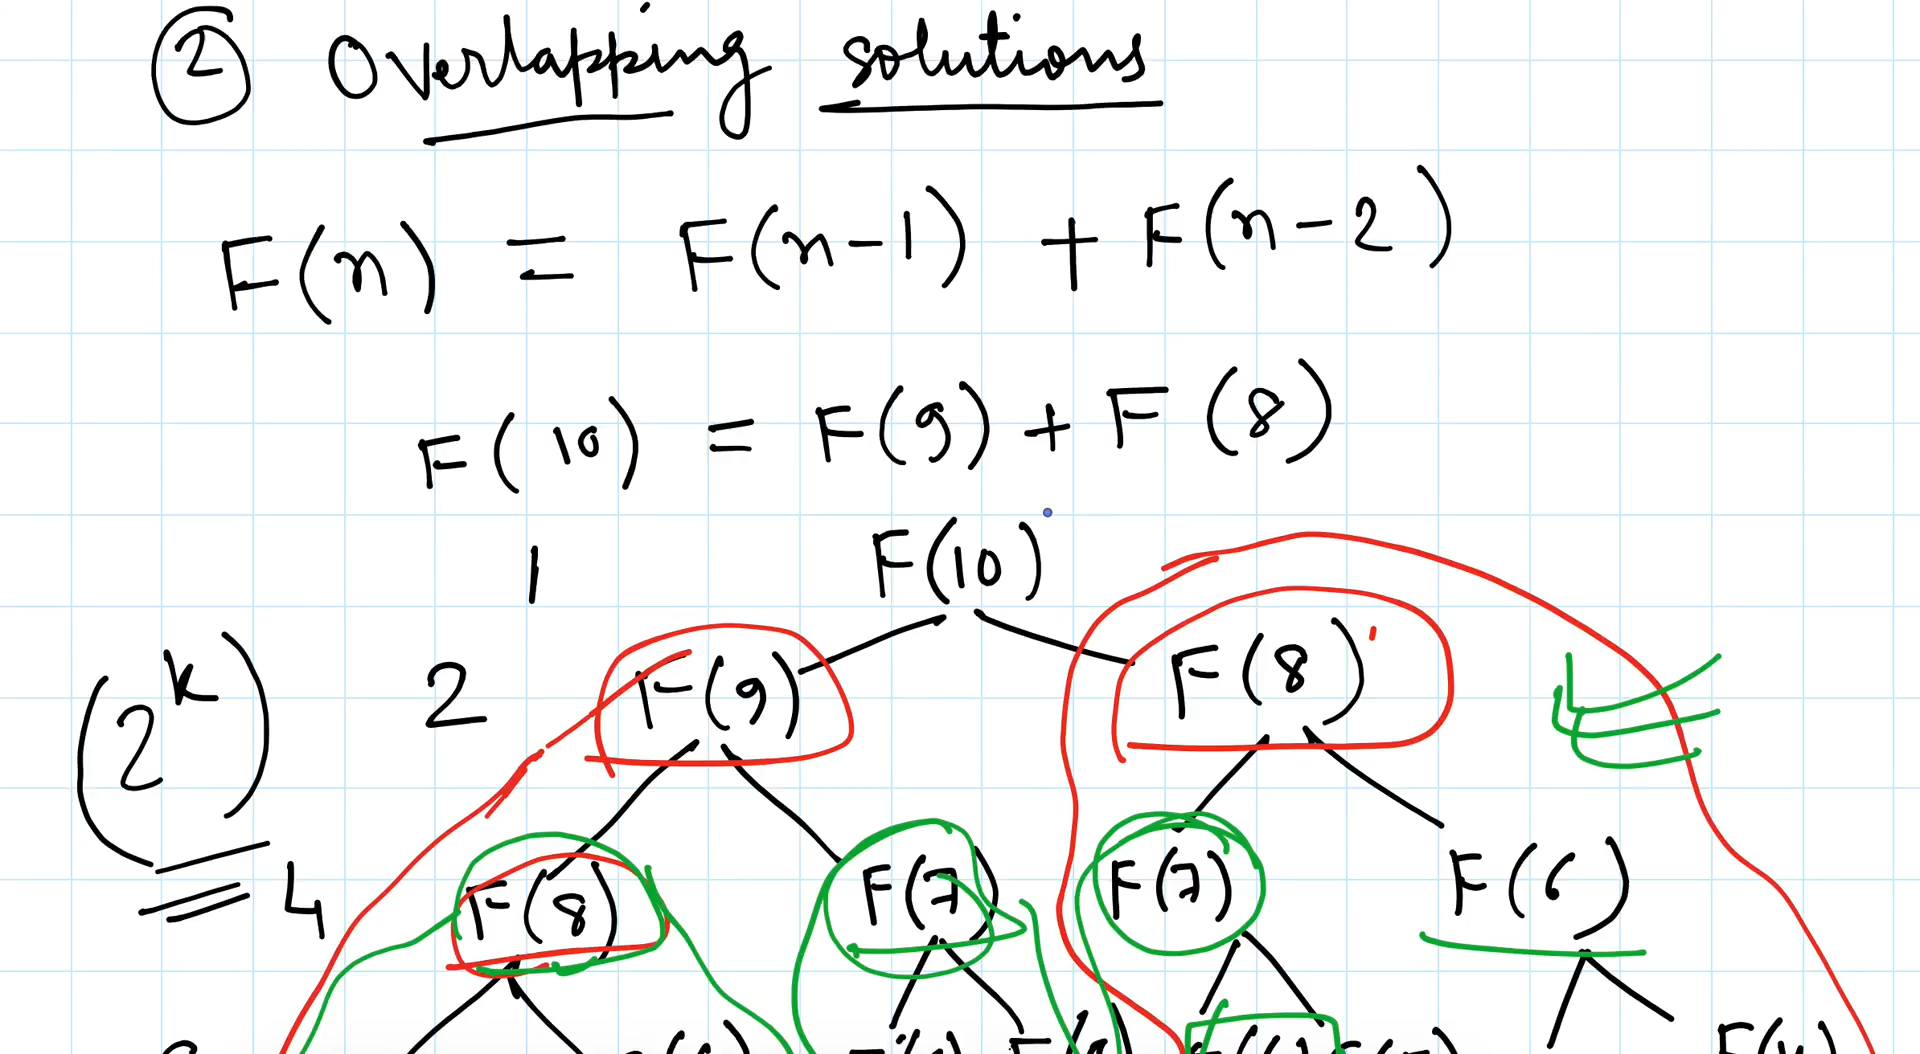 2 Overlapping solutions
F(n) = F(n-1) + F(n-2)
F(10) = F(9) + F(8)
1 F(10)
(2^k) 2 F(9) F(8)
4 F(8) F(7) F(7) F(6)